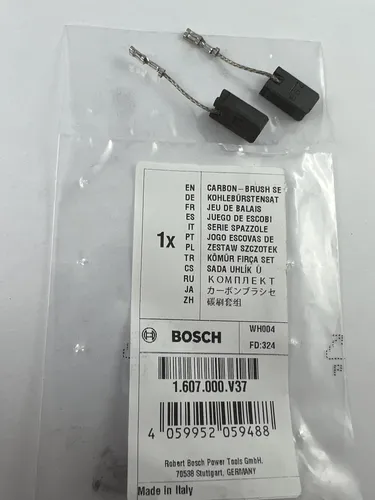 EN CARBON-BRUSH SE
DE KOHLEBÜRSTENSAT
FR JEU DE BALAIS
ES JUEGO DE ESCOBI
IT SERIE SPAZZOLE
1x PT JOGO ESCOVAS DE
PL ZESTAW SZCZOTEK
TR KÖMÜR FIRÇA SET
CS SADA UHLÍK Ů
RU КОМПЛЕКТ
JA カーボンブラシセ
ZH 碳刷套组
BOSCH
WH004
FD:324
1.607.000.V37
4 059952 059488
Robert Bosch Power Tools GmbH.
70538 Stuttgart, GERMANY
Made in Italy